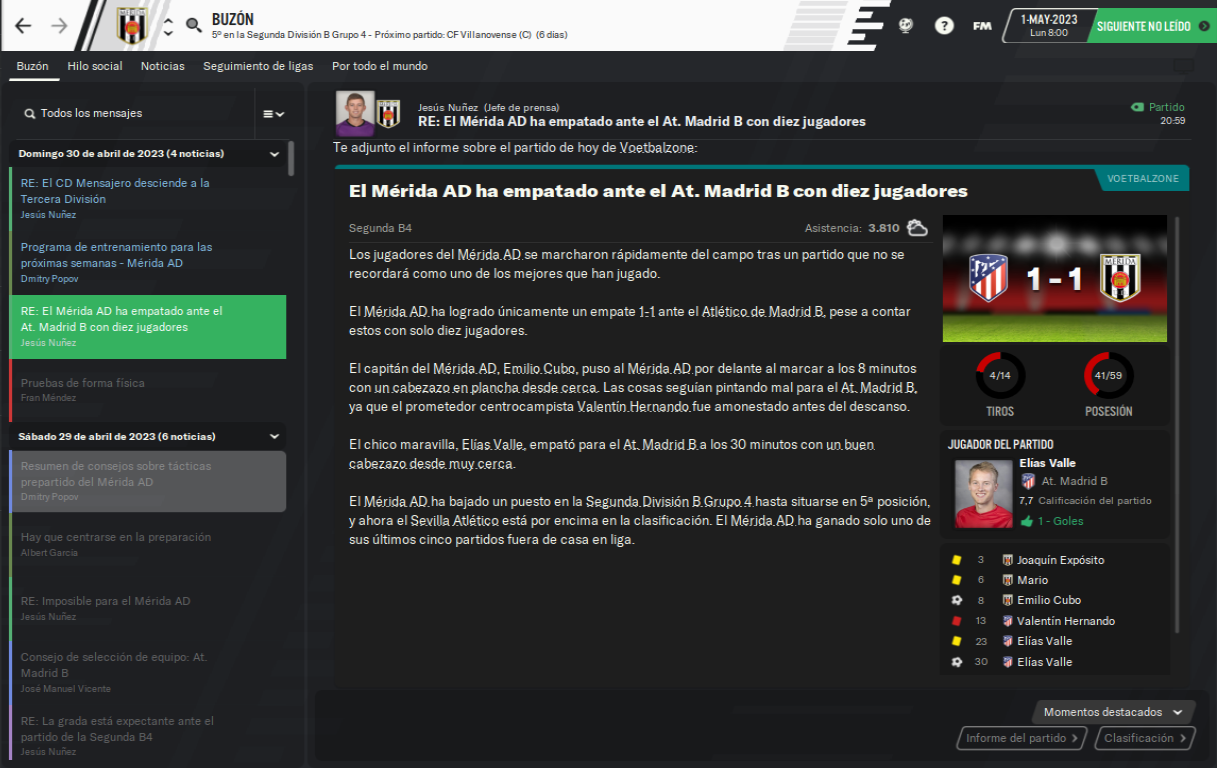 BUZÓN
5º en la Segunda División B Grupo 4 - Próximo partido: CF Villanovense (C) (6 días)
?
FM
1-MAY-2023
Lun 8:00
SIGUIENTE NO LEÍDO
Buzón
Hilo social
Noticias
Seguimiento de ligas
Por todo el mundo
Todos los mensajes
Domingo 30 de abril de 2023 (4 noticias)
RE: El CD Mensajero desciende a la
Tercera División
Jesús Nuñez
Programa de entrenamiento para las
próximas semanas - Mérida AD
Dmitry Popov
RE: El Mérida AD ha empatado ante el
At. Madrid B con diez jugadores
Jesús Nuñez
Pruebas de forma física
Fran Méndez
Sábado 29 de abril de 2023 (6 noticias)
Resumen de consejos sobre tácticas
prepartido del Mérida AD
Dmitry Popov
Hay que centrarse en la preparación
Albert Garcia
RE: Imposible para el Mérida AD
Jesús Nuñez
Consejo de selección de equipo: At.
Madrid B
José Manuel Vicente
RE: La grada está expectante ante el
partido de la Segunda B4
Jesús Nuñez
Jesús Nuñez (Jefe de prensa)
RE: El Mérida AD ha empatado ante el At. Madrid B con diez jugadores
Partido
20:59
Te adjunto el informe sobre el partido de hoy de Voetbalzone:
VOETBALZONE
El Mérida AD ha empatado ante el At. Madrid B con diez jugadores
Segunda B4
Asistencia: 3.810
Los jugadores del Mérida AD se marcharon rápidamente del campo tras un partido que no se
recordará como uno de los mejores que han jugado.
El Mérida AD ha logrado únicamente un empate 1-1 ante el Atlético de Madrid B, pese a contar
estos con solo diez jugadores.
El capitán del Mérida AD, Emilio Cubo, puso al Mérida AD por delante al marcar a los 8 minutos
con un cabezazo en plancha desde cerca. Las cosas seguían pintando mal para el At. Madrid B,
ya que el prometedor centrocampista Valentín Hernando fue amonestado antes del descanso.
El chico maravilla, Elías Valle, empató para el At. Madrid B a los 30 minutos con un buen
cabezazo desde muy cerca.
El Mérida AD ha bajado un puesto en la Segunda División B Grupo 4 hasta situarse en 5ª posición,
y ahora el Sevilla Atlético está por encima en la clasificación. El Mérida AD ha ganado solo uno de
sus últimos cinco partidos fuera de casa en liga.
1 - 1
MÉRIDA
4/14
TIROS
41/59
POSESIÓN
JUGADOR DEL PARTIDO
Elías Valle
At. Madrid B
7,7 Calificación del partido
1 - Goles
3 Joaquín Expósito
6 Mario
8 Emilio Cubo
13 Valentín Hernando
23 Elías Valle
30 Elías Valle
Momentos destacados
Informe del partido
Clasificación